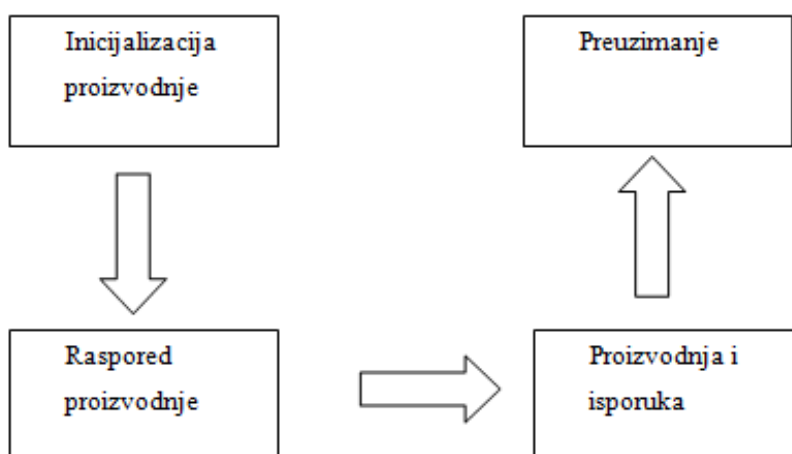 Inicijalizacija
proizvodnje
Preuzimanje
Raspored
proizvodnje
Proizvodnja i
isporuka